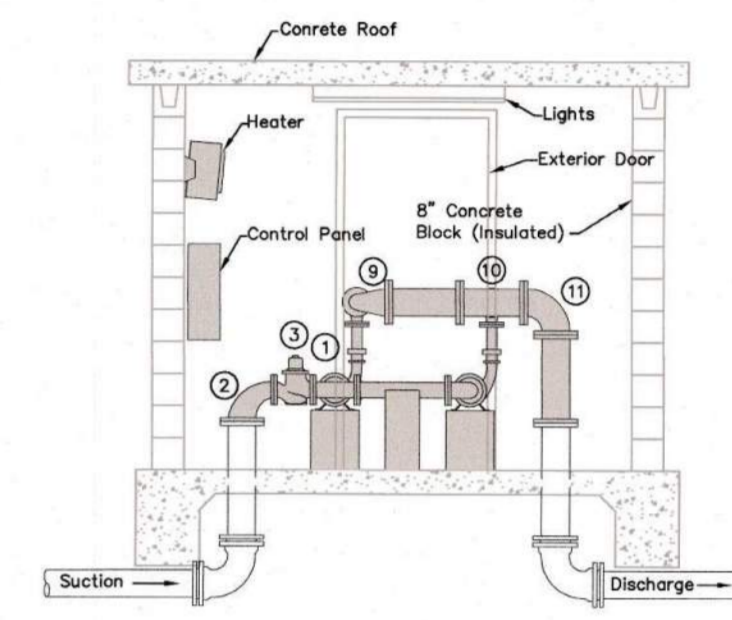 Conrete Roof
Lights
Heater
Exterior Door
8" Concrete
Block (Insulated)
Control Panel
9
10
11
3
1
2
Suction
Discharge